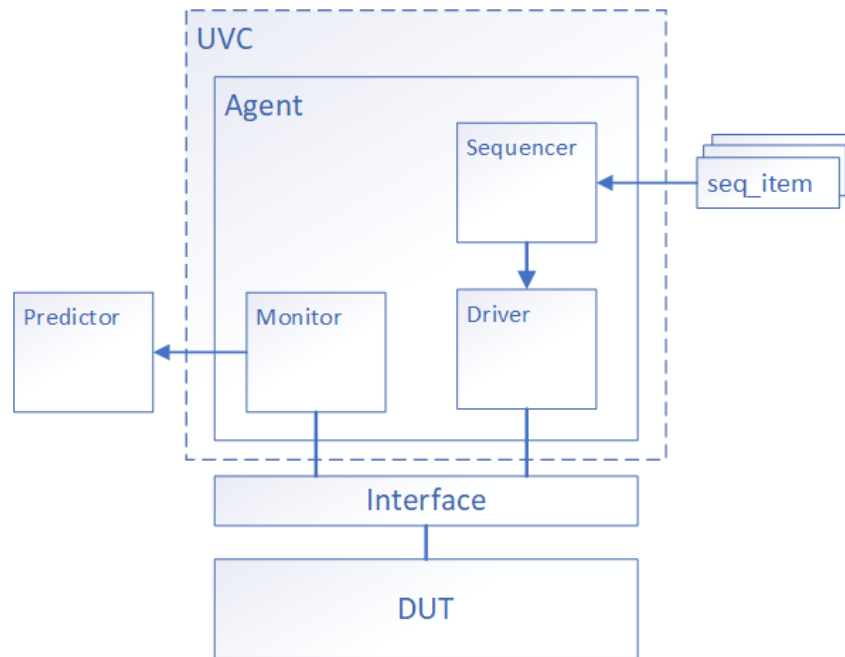 UVC
Agent
Sequencer
seq_item
Predictor
Monitor
Driver
Interface
DUT